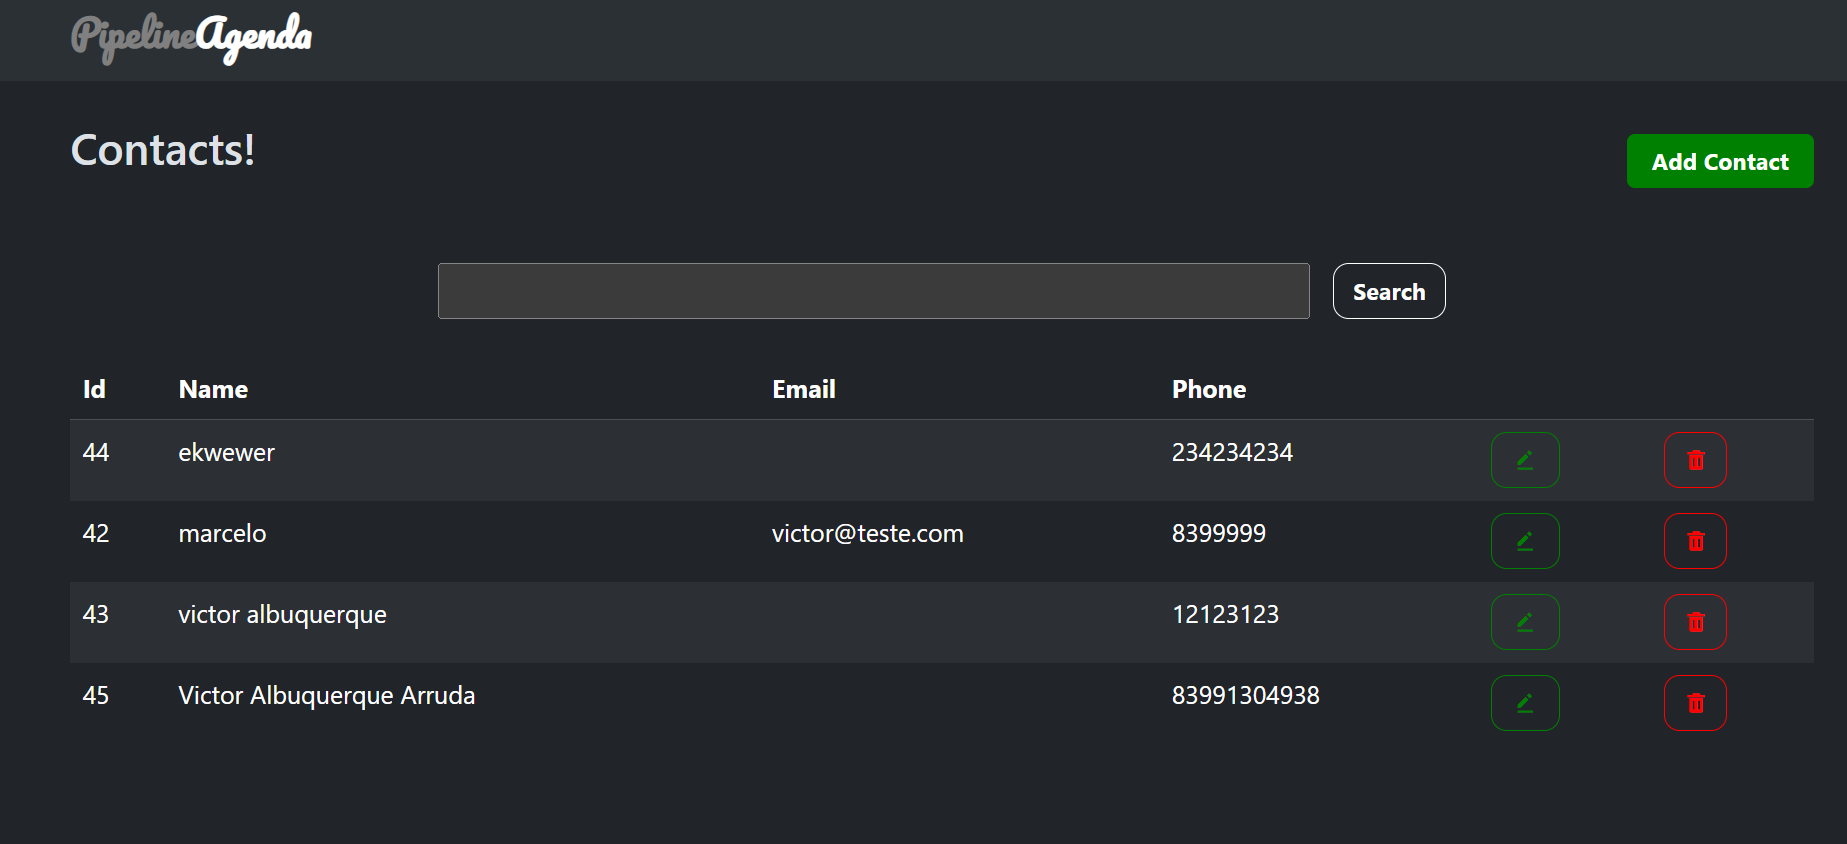 PipelineAgenda
Contacts!
Add Contact
Search
Id Name Email Phone
44 ekwewer 234234234
42 marcelo victor@teste.com 8399999
43 victor albuquerque 12123123
45 Victor Albuquerque Arruda 83991304938